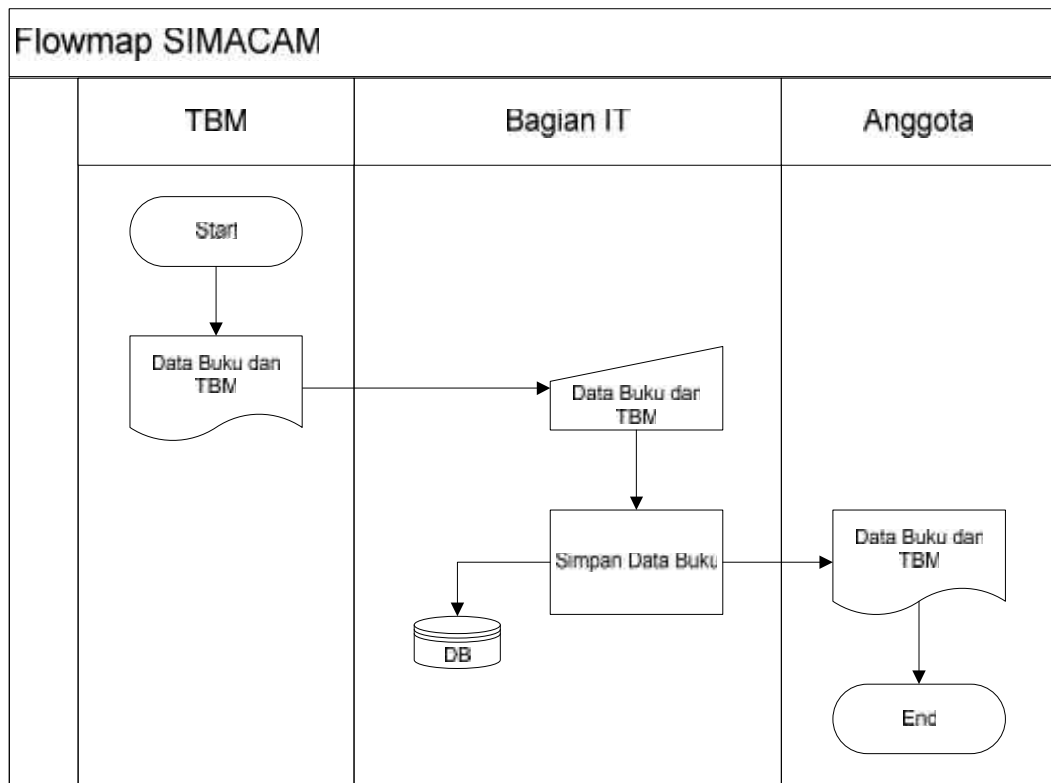 Flowmap SIMACAM
TBM
Bagian IT
Anggota
Start
Data Buku dan
TBM
Data Buku dan
TBM
Simpan Data Buku
Data Buku dan
TBM
DB
End